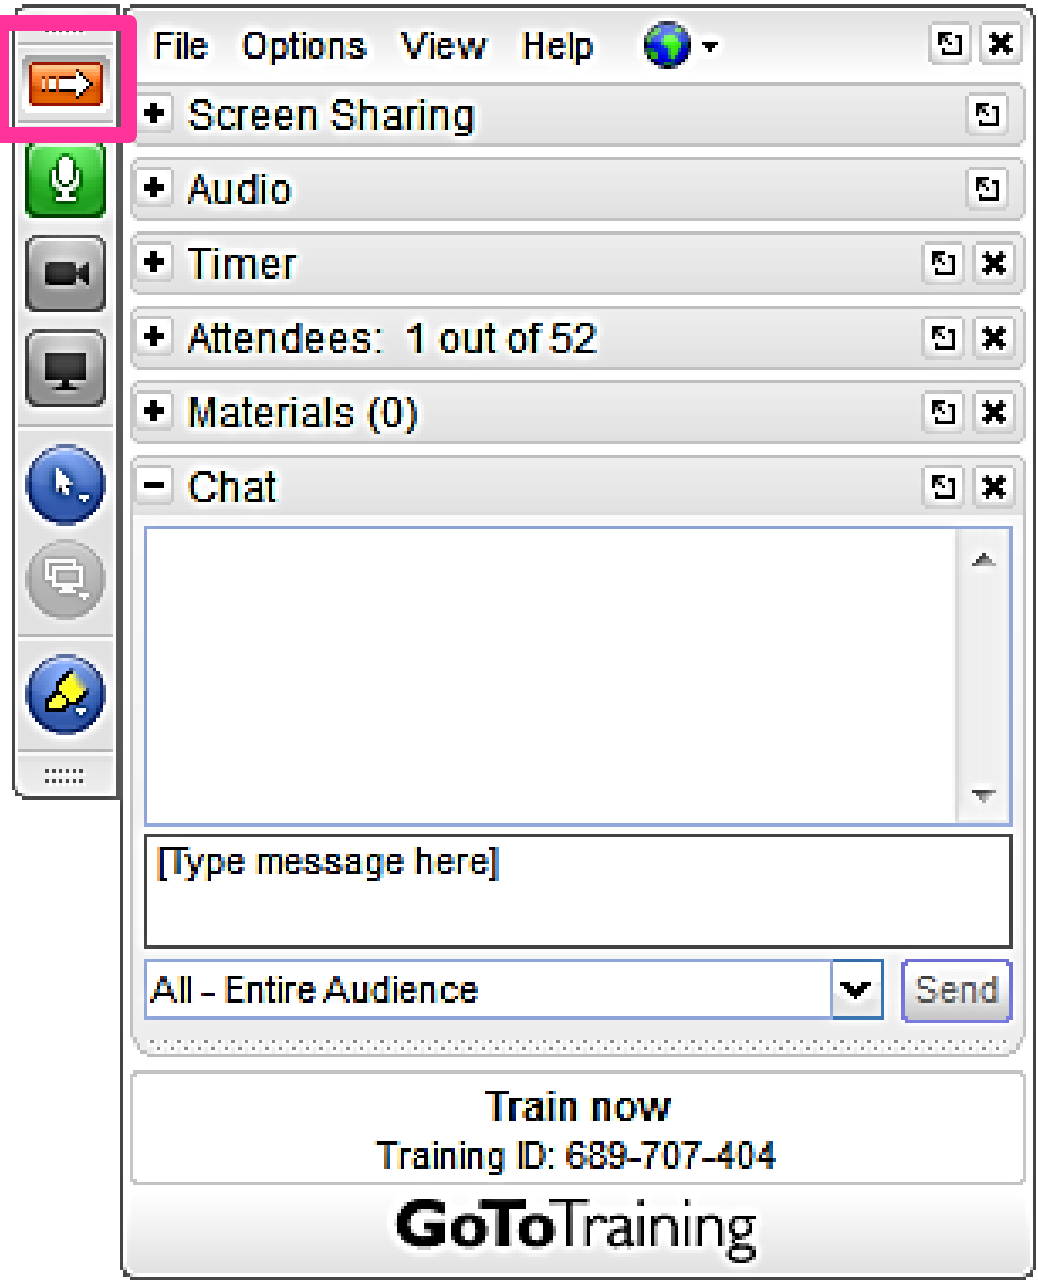 File Options View Help
Screen Sharing
Audio
Timer
Attendees: 1 out of 52
Materials (0)
Chat
[Type message here]
All - Entire Audience
Send
Train now
Training ID: 689-707-404
GoToTraining